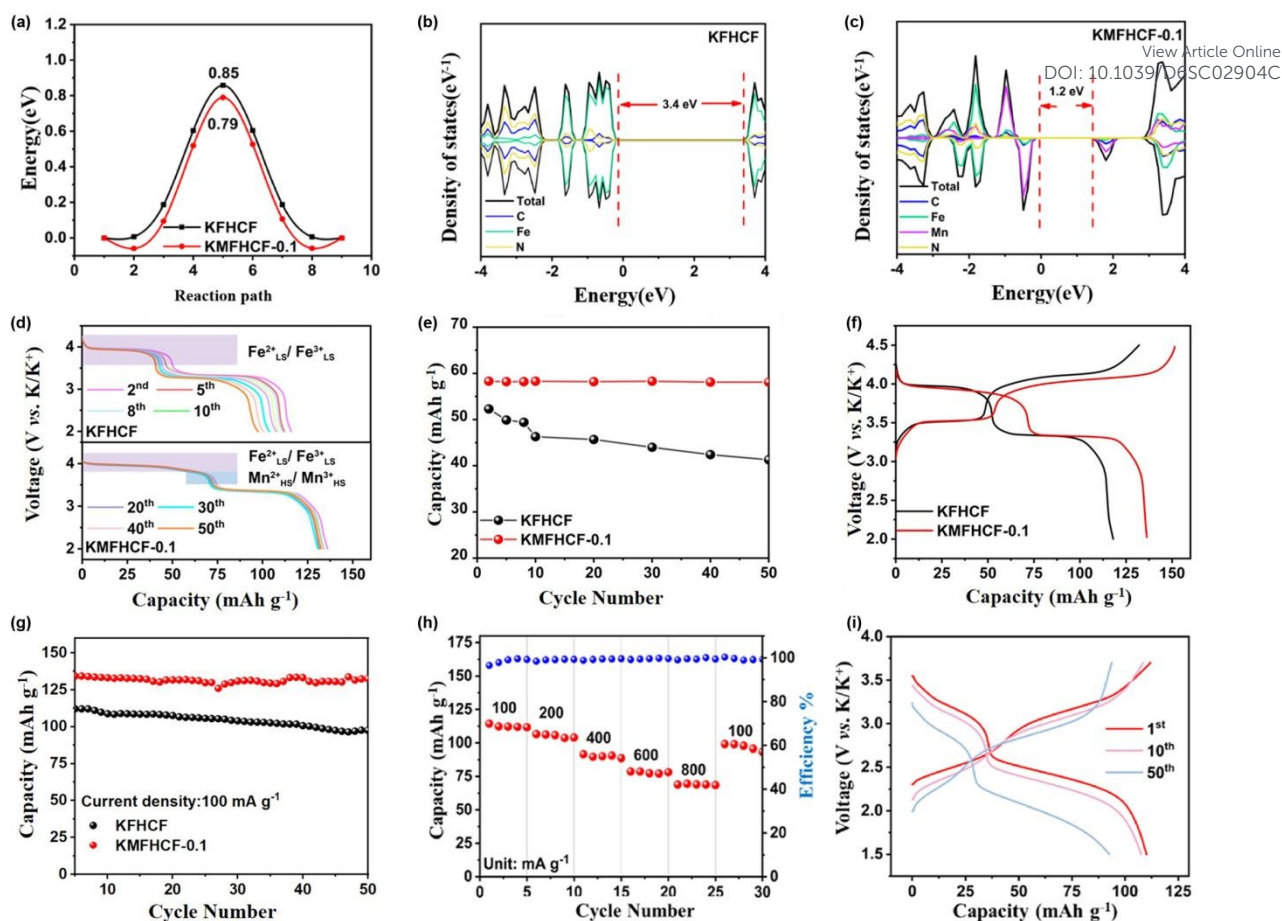 (a)
1.2
1.0
0.8
0.6
0.4
0.2
0.0
Energy(eV)
0.85
0.79
KFHCF
KMFHCF-0.1
0 2 4 6 8 10
Reaction path
(b)
KFHCF
Density of states(eV-1)
3.4 eV
Total
C
Fe
N
-4 -2 0 2 4
Energy(eV)
(c)
KMFHCF-0.1
View Article Online
DOI: 10.1039/D6SC02904C
Density of states(eV-1)
1.2 eV
Total
C
Fe
Mn
N
-4 -2 0 2 4
Energy(eV)
(d)
Voltage (V vs. K/K+)
4
3
2
Fe2+LS/ Fe3+LS
2nd 5th
8th 10th
KFHCF
4
3
2
Fe2+LS/ Fe3+LS
Mn2+HS/ Mn3+HS
20th 30th
40th 50th
KMFHCF-0.1
0 25 50 75 100 125 150
Capacity (mAh g-1)
(e)
70
60
50
40
30
20
Capacity (mAh g-1)
KFHCF
KMFHCF-0.1
0 10 20 30 40 50
Cycle Number
(f)
4.5
4.0
3.5
3.0
2.5
2.0
Voltage (V vs. K/K+)
KFHCF
KMFHCF-0.1
0 25 50 75 100 125 150
Capacity (mAh g-1)
(g)
150
125
100
75
50
25
0
Capacity (mAh g-1)
Current density:100 mA g-1
KFHCF
KMFHCF-0.1
10 20 30 40 50
Cycle Number
(h)
175
150
125
100
75
50
25
0
Capacity (mAh g-1)
100 200 400 600 800 100
Unit: mA g-1
0 5 10 15 20 25 30
Cycle Number
100
80
60
40
20
0
Efficiency %
(i)
4.0
3.5
3.0
2.5
2.0
1.5
Voltage (V vs. K/K+)
1st
10th
50th
0 25 50 75 100 125
Capacity (mAh g-1)